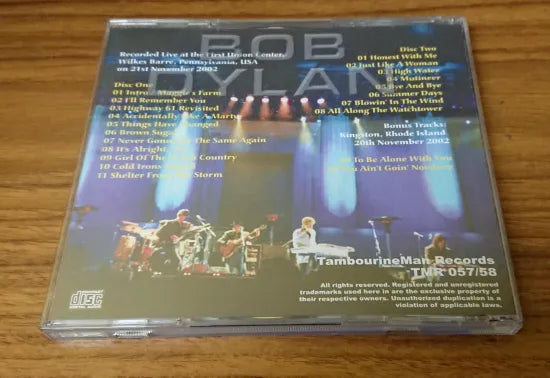 BOB
DYLAN
Recorded Live at the First Union Center,
Wilkes Barre, Pennsylvania, USA
on 21st November 2002
Disc One
01 Intro... Maggie's Farm
02 I'll Remember You
03 Highway 61 Revisited
04 Accidentally Like A Martyr
05 Things Have Changed
06 Brown Sugar
07 Never Gonna Be The Same Again
08 It's Alright,
09 Girl Of The North Country
10 Cold Irons Bound
11 Shelter From The Storm
Disc Two
01 Honest With Me
02 Just Like A Woman
03 High Water
04 Mutineer
05 Bye And Bye
06 Summer Days
07 Blowin' In The Wind
08 All Along The Watchtower
Bonus Tracks:
Kingston, Rhode Island
20th November 2002
To Be Alone With You
You Ain't Goin' Nowhere
TambourineMan Records
TMR 057/58
All rights reserved. Registered and unregistered
trademarks used here in are the exclusive property of
their respective owners. Unauthorized duplication is a
violation of applicable laws.
COMPACT
disc
DIGITAL AUDIO